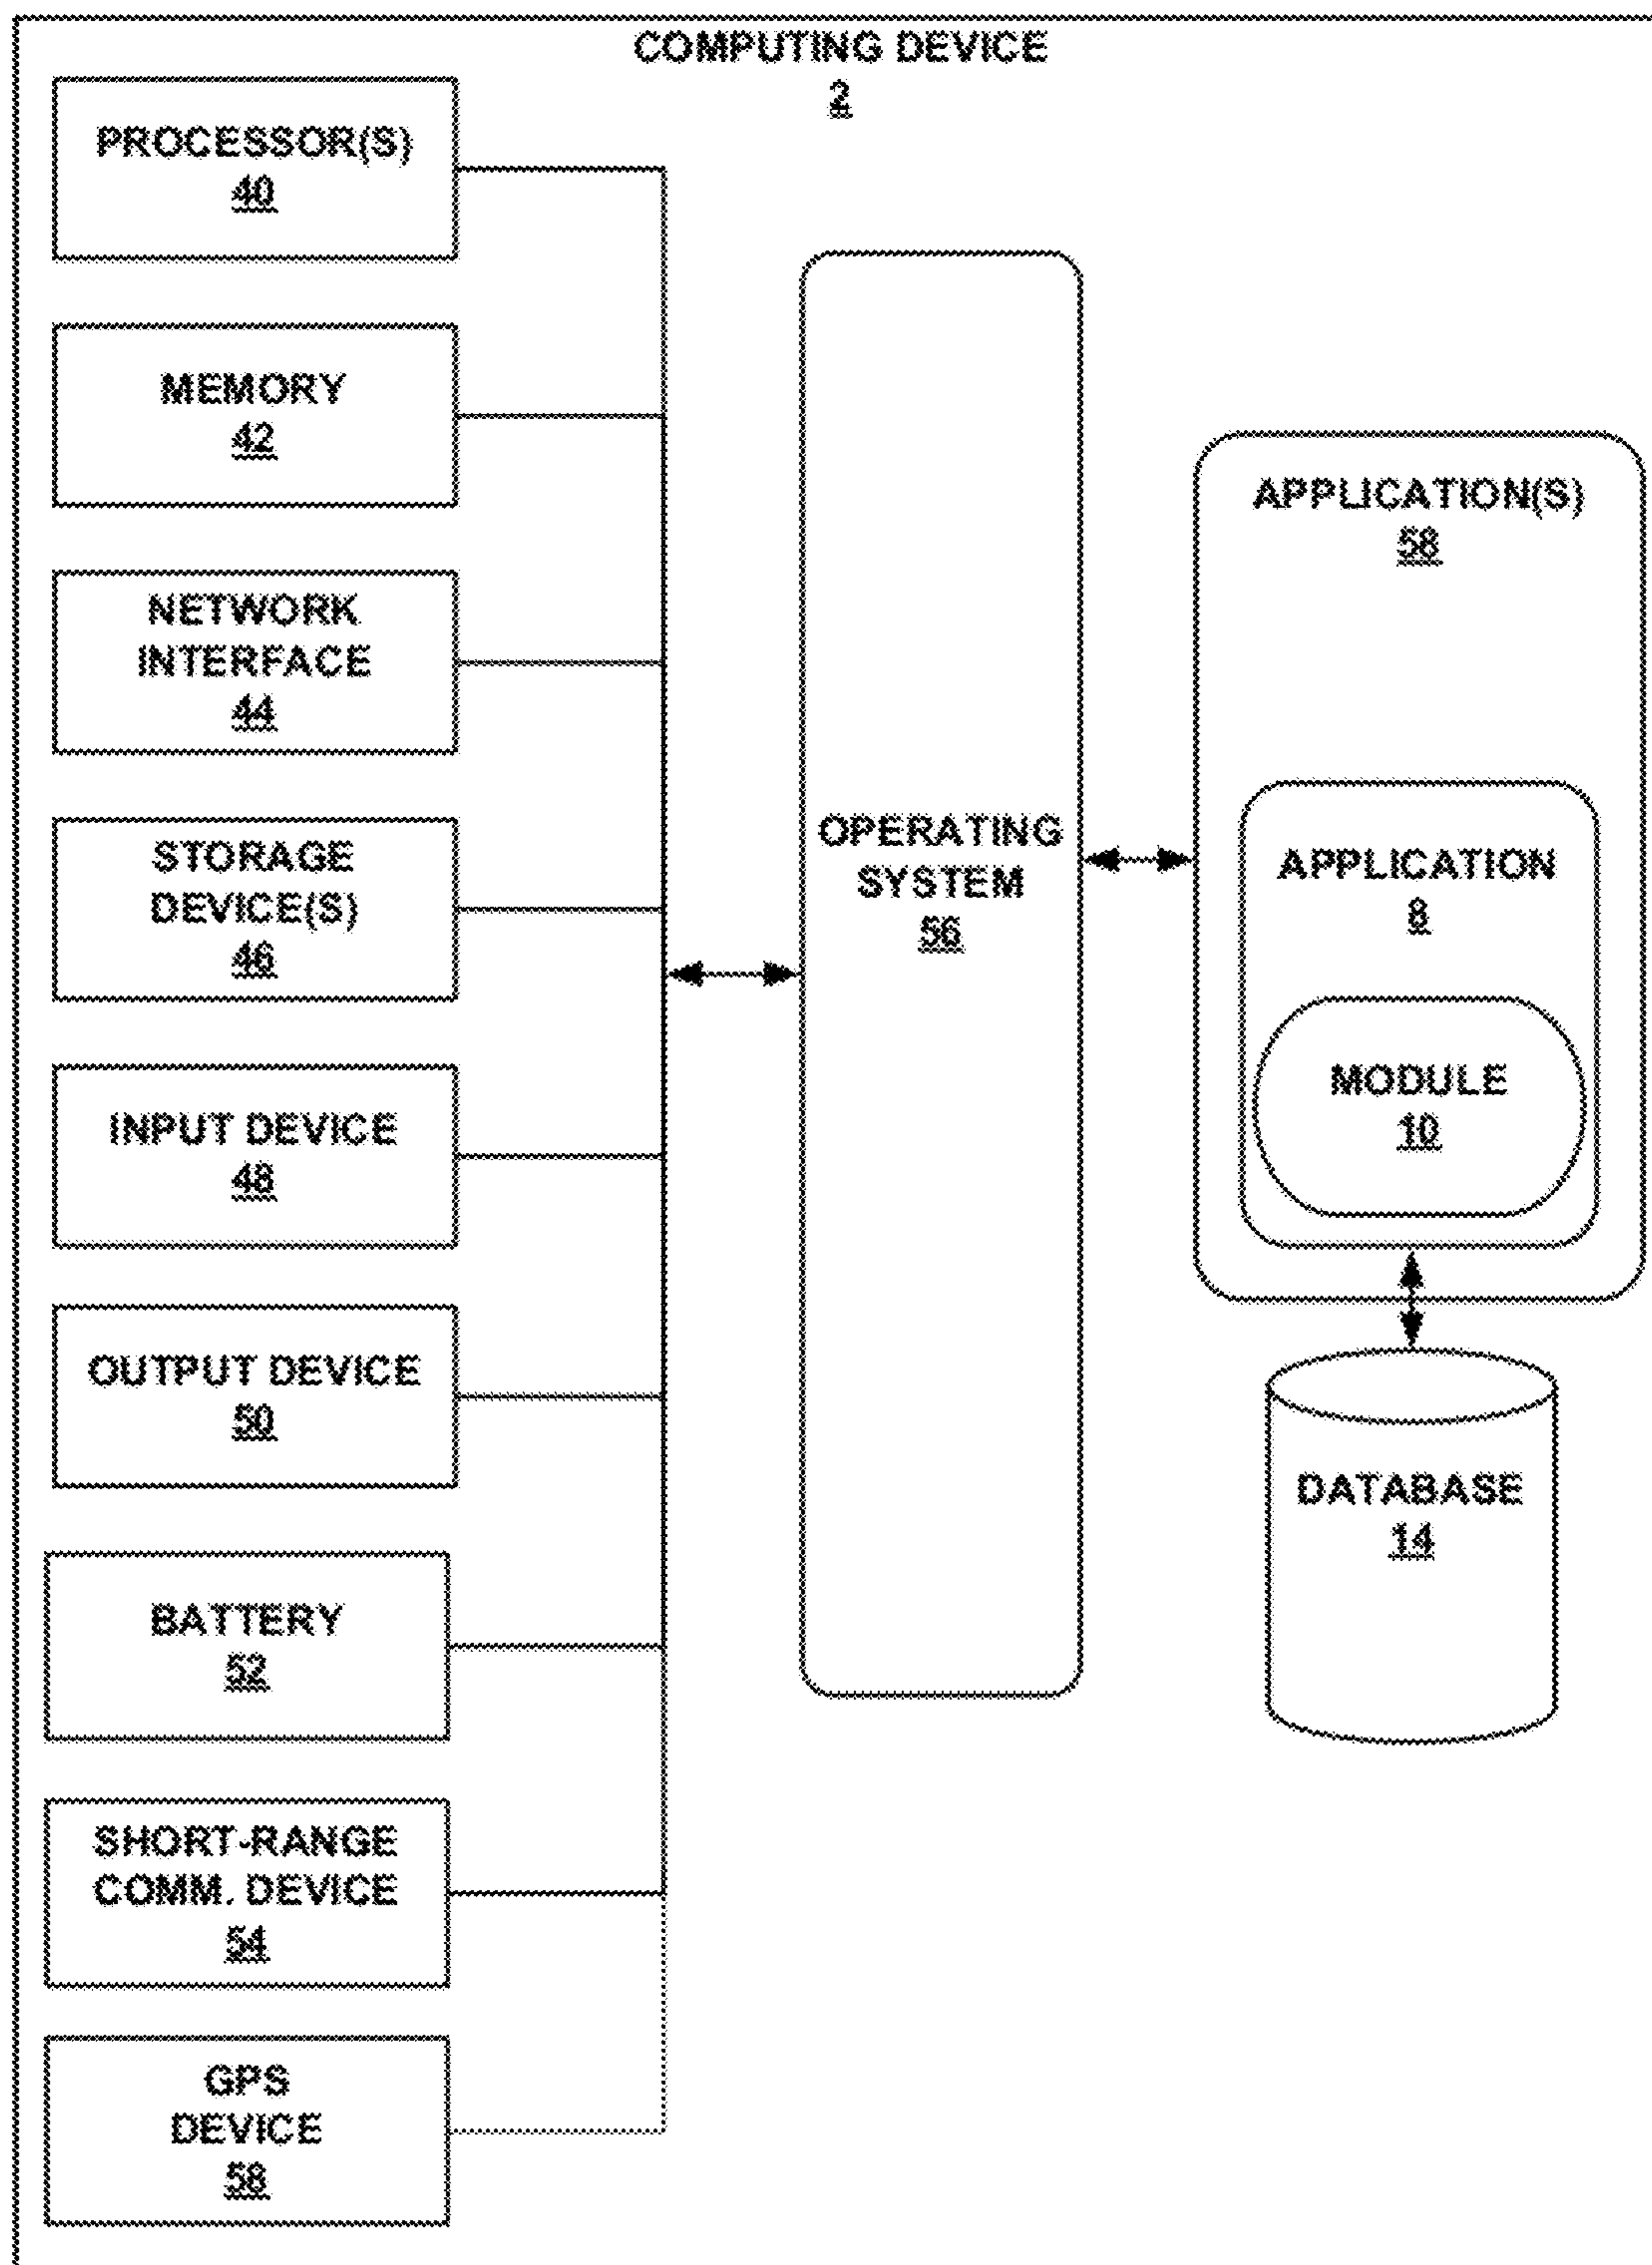 COMPUTING DEVICE
2
PROCESSOR(S)
40
MEMORY
42
NETWORK
INTERFACE
44
STORAGE
DEVICE(S)
46
INPUT DEVICE
48
OUTPUT DEVICE
50
BATTERY
52
SHORT-RANGE
COMM. DEVICE
54
GPS
DEVICE
58
OPERATING
SYSTEM
56
APPLICATION(S)
58
APPLICATION
8
MODULE
10
DATABASE
14